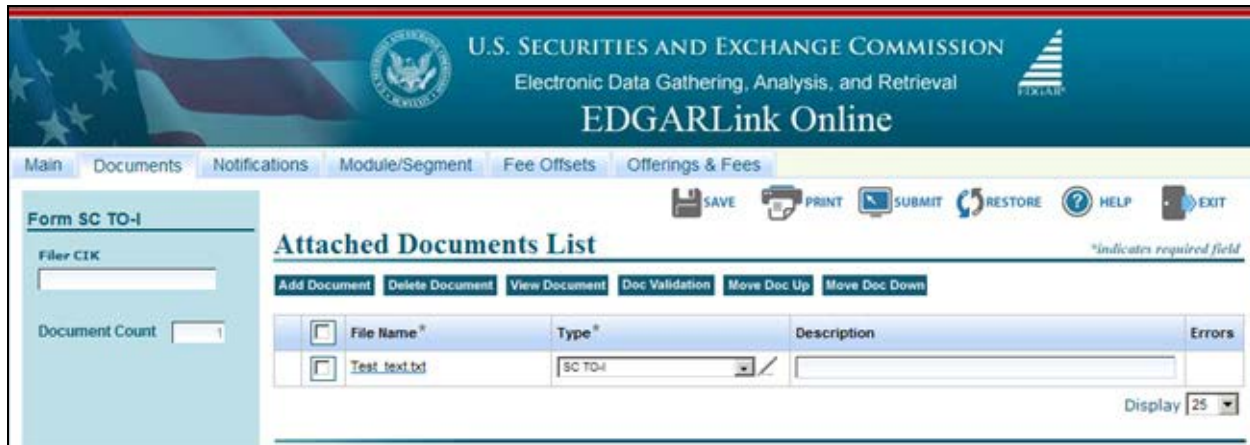 U.S. SECURITIES AND EXCHANGE COMMISSION
Electronic Data Gathering, Analysis, and Retrieval
EDGAR®
EDGARLink Online
Main Documents Notifications Module/Segment Fee Offsets Offerings & Fees
SAVE PRINT SUBMIT RESTORE HELP EXIT
Form SC TO-I
Attached Documents List
*indicates required field
Filer CIK
Add Document Delete Document View Document Doc Validation Move Doc Up Move Doc Down
Document Count 1
File Name* Type* Description Errors
Test_text.txt SC TO-I
Display 25